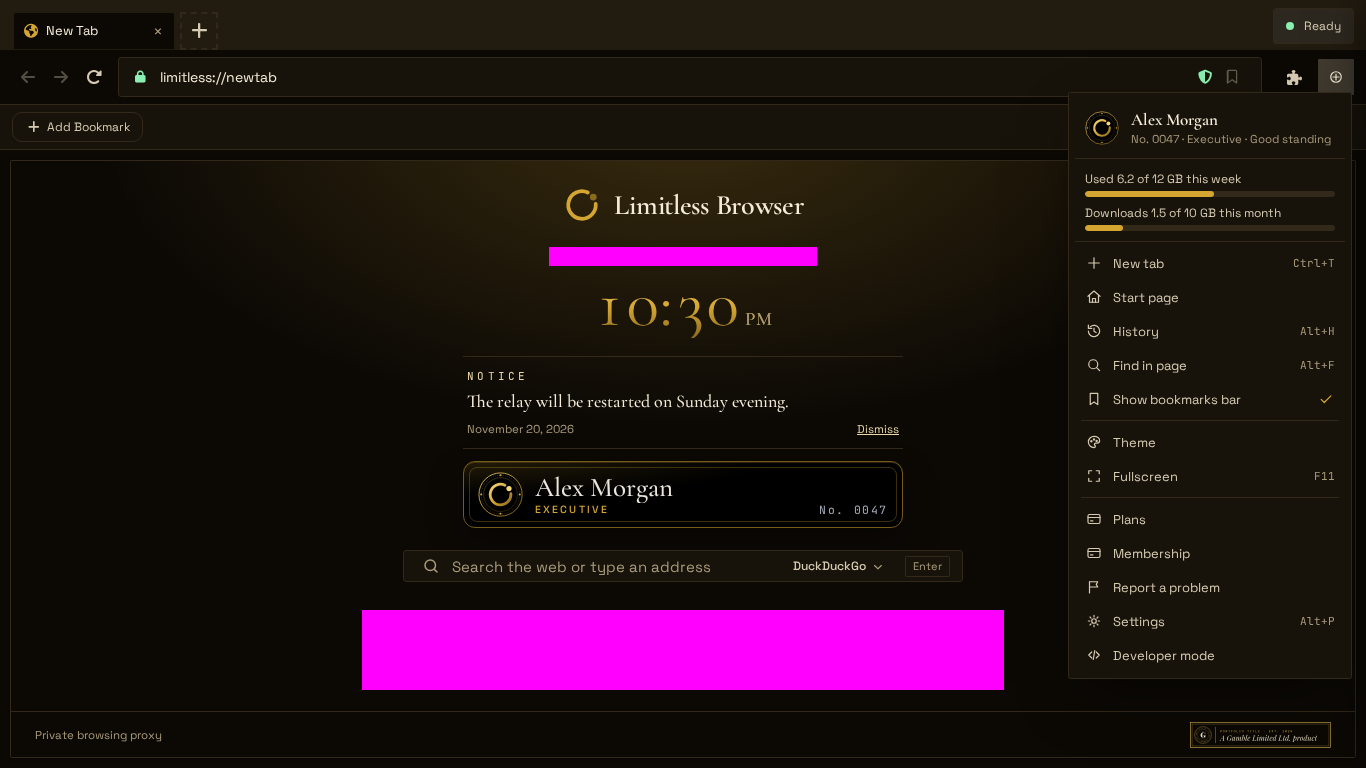 New Tab
Ready
limitless://newtab
Add Bookmark
Alex Morgan
No. 0047 · Executive · Good standing
Used 6.2 of 12 GB this week
Downloads 1.5 of 10 GB this month
New tab Ctrl+T
Start page
History Alt+H
Find in page Alt+F
Show bookmarks bar
Theme
Fullscreen F11
Plans
Membership
Report a problem
Settings Alt+P
Developer mode
Limitless Browser
10:30 PM
NOTICE
The relay will be restarted on Sunday evening.
November 20, 2026 Dismiss
Alex Morgan
EXECUTIVE No. 0047
Search the web or type an address DuckDuckGo Enter
Private browsing proxy
G
A Gamble Limited Ltd. product